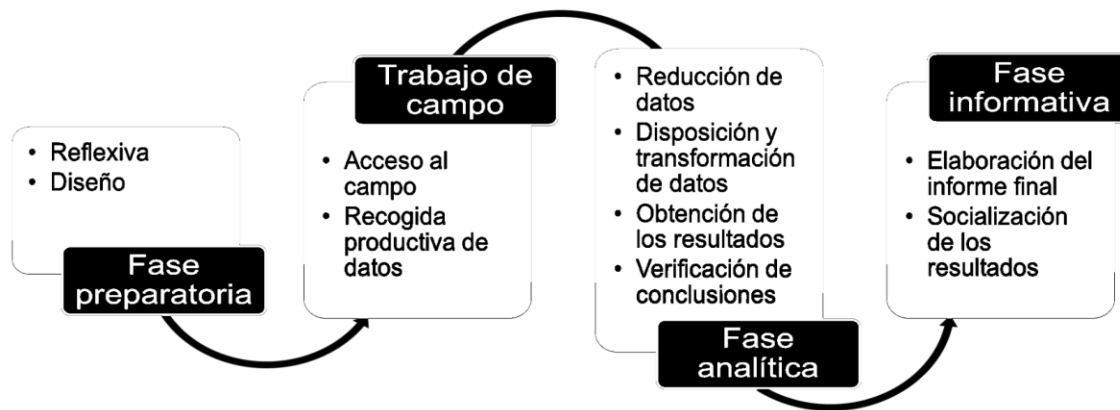 • Reflexiva
• Diseño
Fase
preparatoria
Trabajo de
campo
• Acceso al
campo
• Recogida
productiva de
datos
• Reducción de
datos
• Disposición y
transformación
de datos
• Obtención de
los resultados
• Verificación de
conclusiones
Fase
analítica
Fase
informativa
• Elaboración del
informe final
• Socialización
de los
resultados